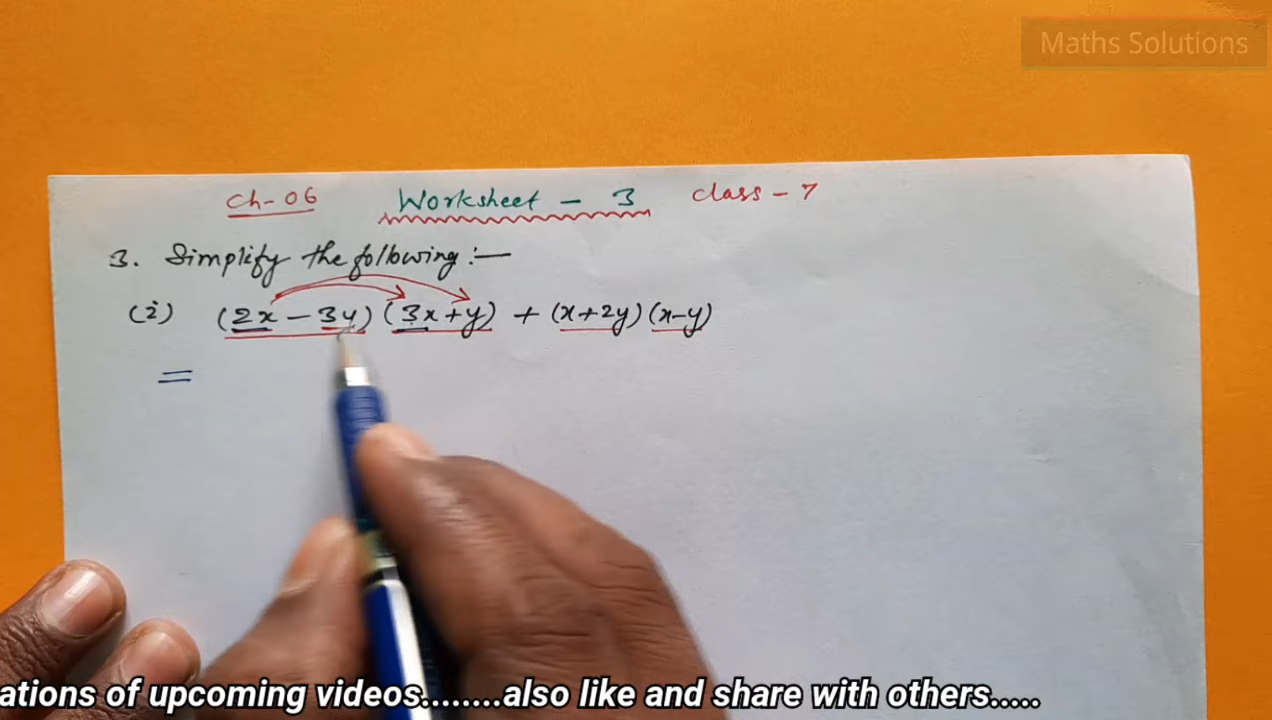 Maths Solutions
Ch-06 Worksheet - 3 class - 7
3. Simplify the following :—
(i) (2x - 3y) (3x + y) + (x + 2y) (x - y)
=
ations of upcoming videos........also like and share with others.....